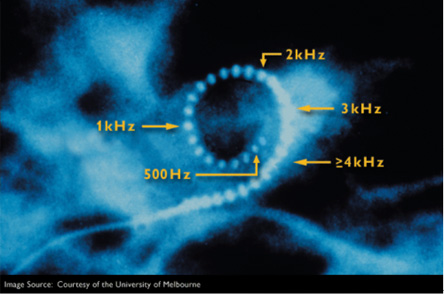 2kHz
3kHz
1kHz
≥4kHz
500Hz
Image Source: Courtesy of the University of Melbourne